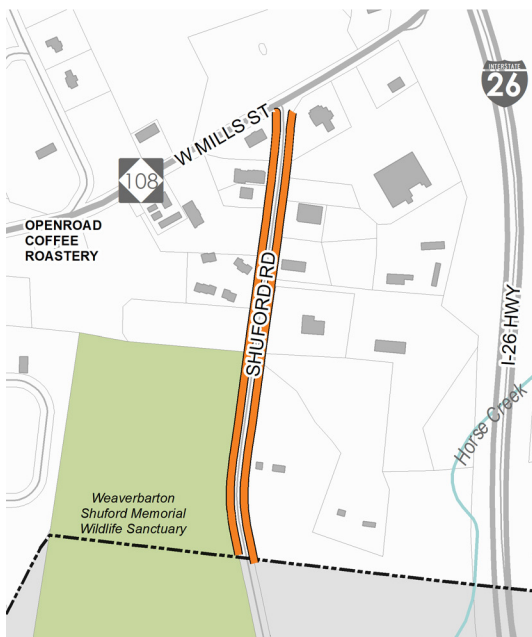 INTERSTATE
26
W MILLS ST
108
OPENROAD
COFFEE
ROASTERY
SHUFORD RD
I-26 HWY
Horse Creek
Weaverbarton
Shuford Memorial
Wildlife Sanctuary